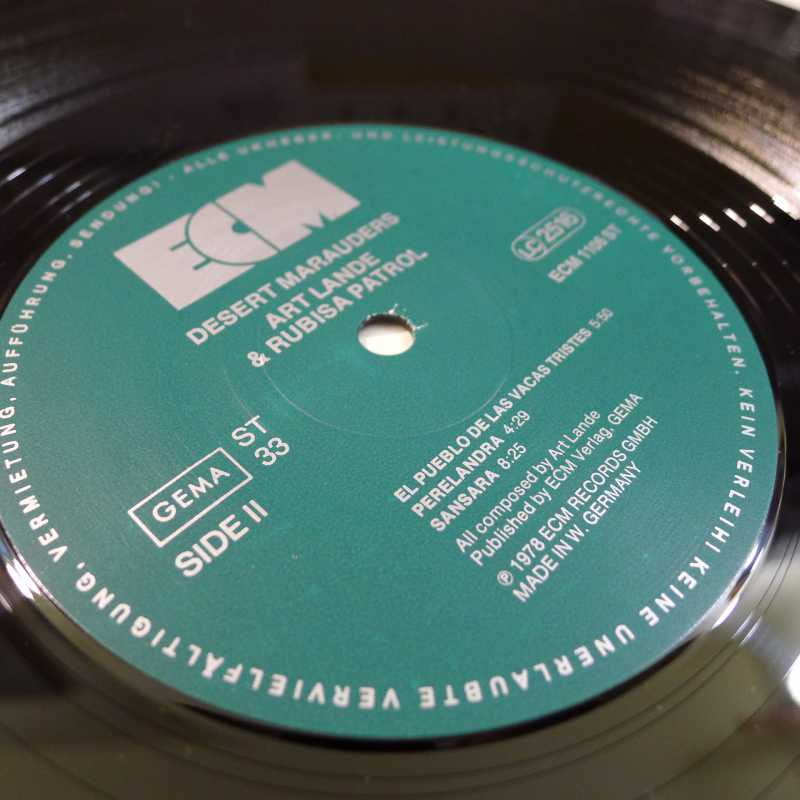 ECM
DESERT MARAUDERS
ART LANDE
& RUBISA PATROL
LC 2516
ECM 1106 ST
GEMA
ST
33
SIDE II
EL PUEBLO DE LAS VACAS TRISTES 5:50
PERELANDRA 4:29
SANSARA 8:25
All composed by Art Lande
Published by ECM Verlag, GEMA
℗ 1978 ECM RECORDS GMBH
MADE IN W. GERMANY
ALLE URHEBER- UND LEISTUNGSSCHUTZRECHTE VORBEHALTEN. KEIN VERLEIH! KEINE UNERLAUBTE VERVIELFÄLTIGUNG, VERMIETUNG, AUFFÜHRUNG, SENDUNG! ·